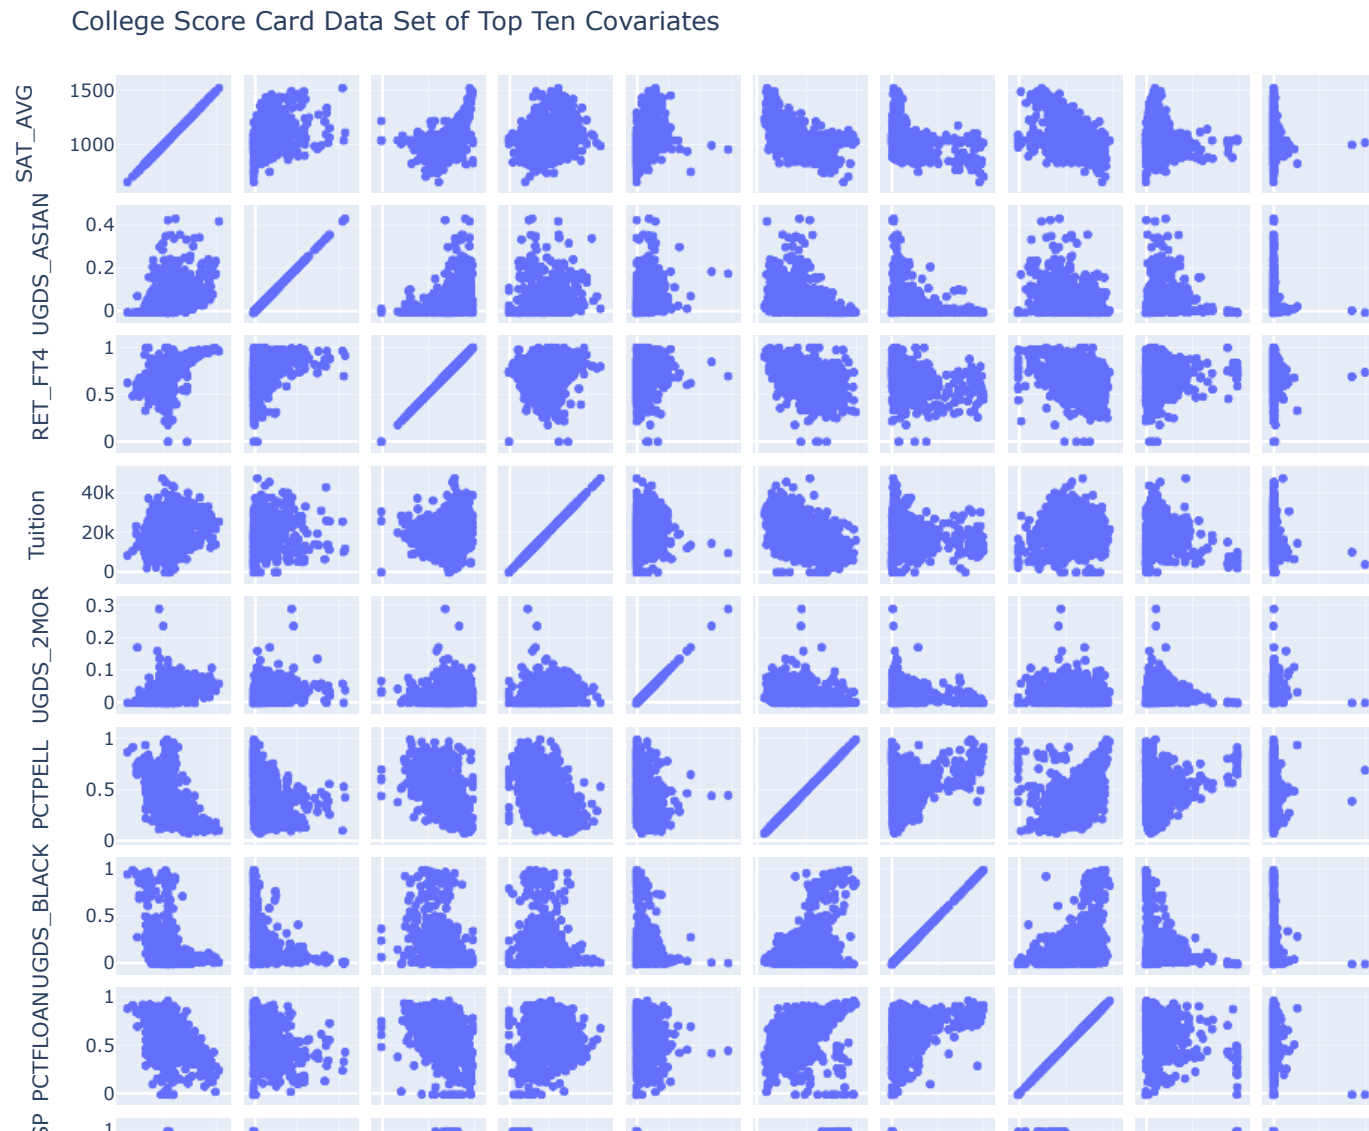 College Score Card Data Set of Top Ten Covariates
SAT_AVG
1500
1000
UGDS_ASIAN
0.4
0.2
0
RET_FT4
1
0.5
0
Tuition
40k
20k
0
UGDS_2MOR
0.3
0.2
0.1
0
PCTPELL
1
0.5
0
UGDS_BLACK
1
0.5
0
PCTFLOAN
1
0.5
0
SP
1